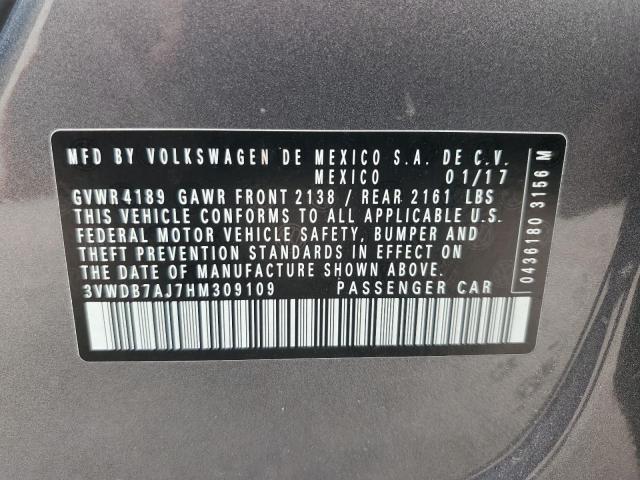 MFD BY VOLKSWAGEN DE MEXICO S.A. DE C.V.
MEXICO 01/17
GVWR4189 GAWR FRONT 2138 / REAR 2161 LBS
THIS VEHICLE CONFORMS TO ALL APPLICABLE U.S.
FEDERAL MOTOR VEHICLE SAFETY, BUMPER AND
THEFT PREVENTION STANDARDS IN EFFECT ON
THE DATE OF MANUFACTURE SHOWN ABOVE.
3VWDB7AJ7HM309109 PASSENGER CAR
0436180 3156 M